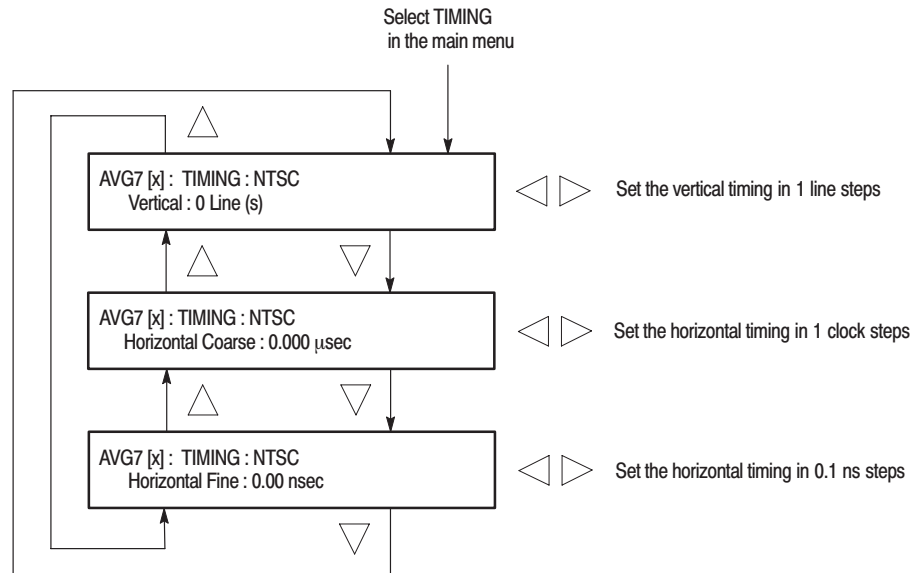 Select TIMING
in the main menu
AVG7 [x] : TIMING : NTSC
Vertical : 0 Line (s)
Set the vertical timing in 1 line steps
AVG7 [x] : TIMING : NTSC
Horizontal Coarse : 0.000 μsec
Set the horizontal timing in 1 clock steps
AVG7 [x] : TIMING : NTSC
Horizontal Fine : 0.00 nsec
Set the horizontal timing in 0.1 ns steps